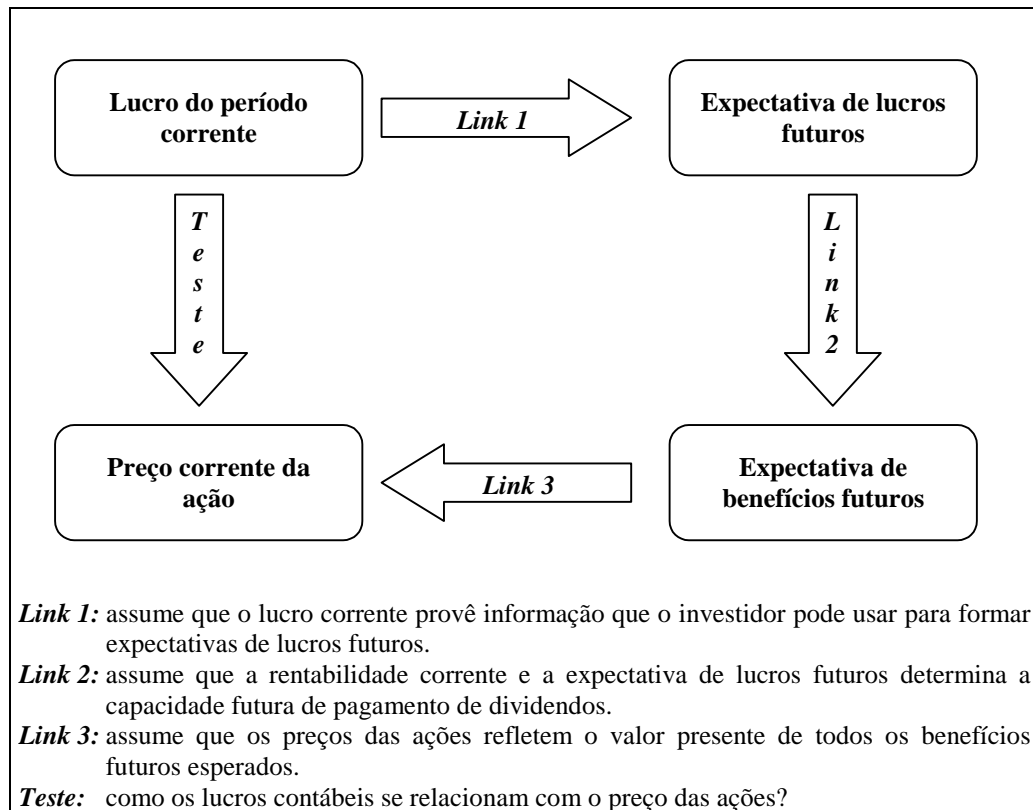 Lucro do período
corrente
Link 1
Expectativa de lucros
futuros
Teste
Link2
Preço corrente da
ação
Link 3
Expectativa de
benefícios futuros
Link 1: assume que o lucro corrente provê informação que o investidor pode usar para formar
expectativas de lucros futuros.
Link 2: assume que a rentabilidade corrente e a expectativa de lucros futuros determina a
capacidade futura de pagamento de dividendos.
Link 3: assume que os preços das ações refletem o valor presente de todos os benefícios
futuros esperados.
Teste: como os lucros contábeis se relacionam com o preço das ações?